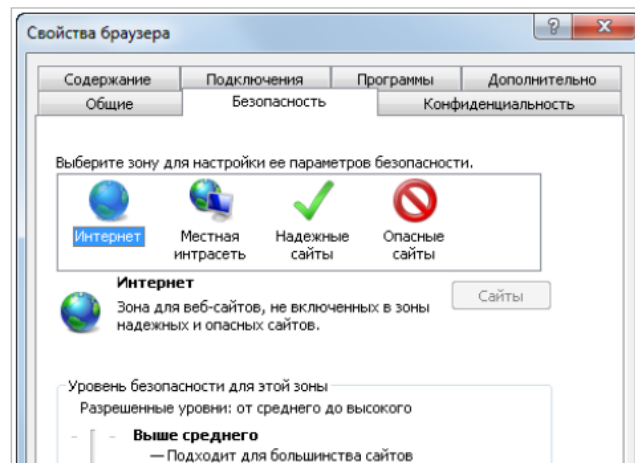 Свойства браузера
Содержание Подключения Программы Дополнительно
Общие Безопасность Конфиденциальность
Выберите зону для настройки ее параметров безопасности.
Интернет Местная интрасеть Надежные сайты Опасные сайты
Интернет
Сайты
Зона для веб-сайтов, не включенных в зоны
надежных и опасных сайтов.
Уровень безопасности для этой зоны
Разрешенные уровни: от среднего до высокого
Выше среднего
— Подходит для большинства сайтов